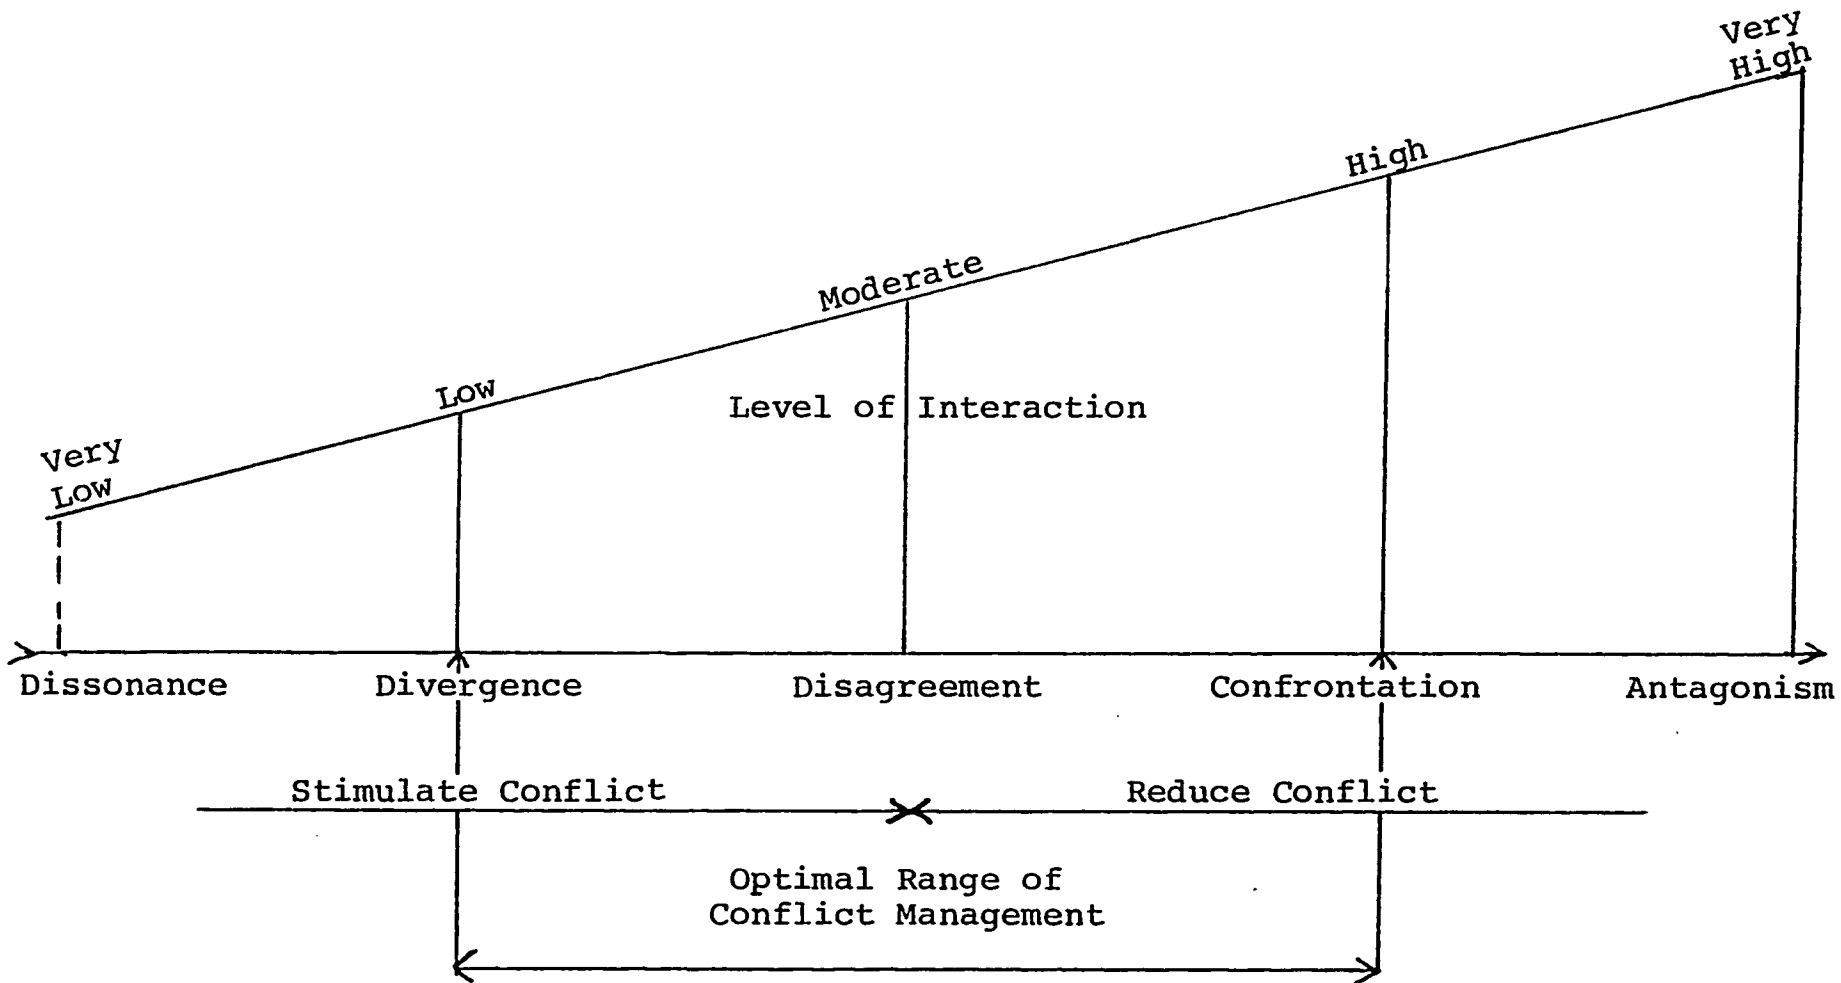 Very
High
High
Moderate
Low
Level of Interaction
Very
Low
Dissonance Divergence Disagreement Confrontation Antagonism
Stimulate Conflict Reduce Conflict
Optimal Range of
Conflict Management